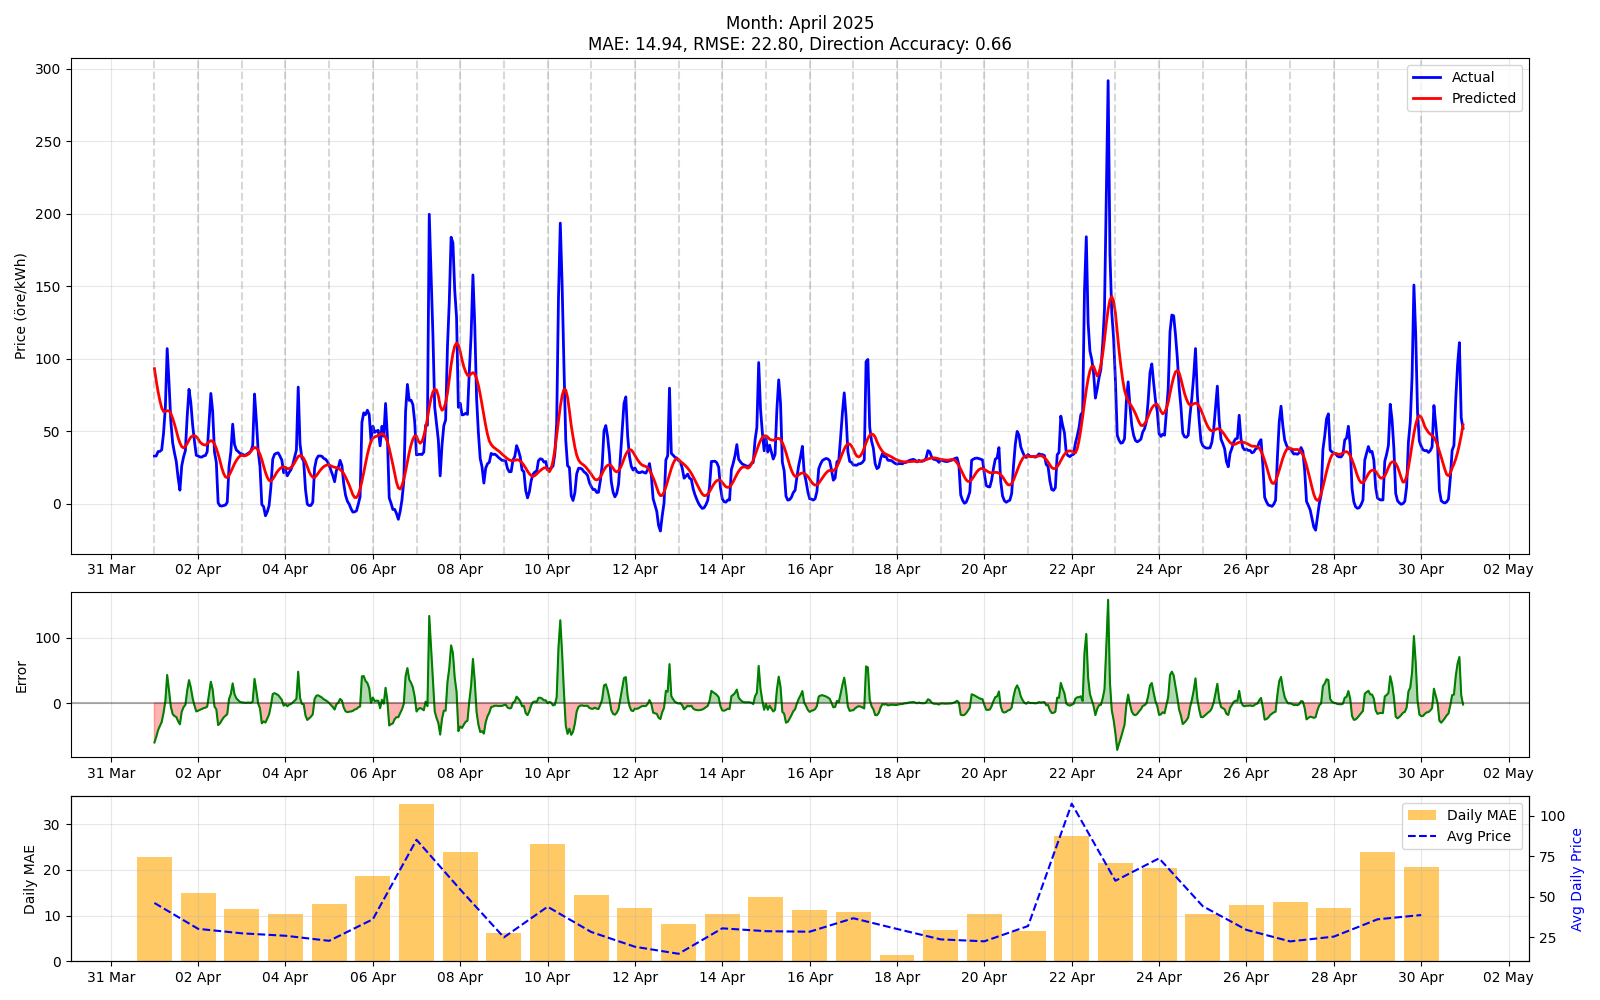 Month: April 2025
MAE: 14.94, RMSE: 22.80, Direction Accuracy: 0.66
Price (öre/kWh)
300
250
200
150
100
50
0
Actual
Predicted
31 Mar 02 Apr 04 Apr 06 Apr 08 Apr 10 Apr 12 Apr 14 Apr 16 Apr 18 Apr 20 Apr 22 Apr 24 Apr 26 Apr 28 Apr 30 Apr 02 May
Error
100
0
31 Mar 02 Apr 04 Apr 06 Apr 08 Apr 10 Apr 12 Apr 14 Apr 16 Apr 18 Apr 20 Apr 22 Apr 24 Apr 26 Apr 28 Apr 30 Apr 02 May
Daily MAE
30
20
10
0
Daily MAE
Avg Price
100
75
50
25
Avg Daily Price
31 Mar 02 Apr 04 Apr 06 Apr 08 Apr 10 Apr 12 Apr 14 Apr 16 Apr 18 Apr 20 Apr 22 Apr 24 Apr 26 Apr 28 Apr 30 Apr 02 May